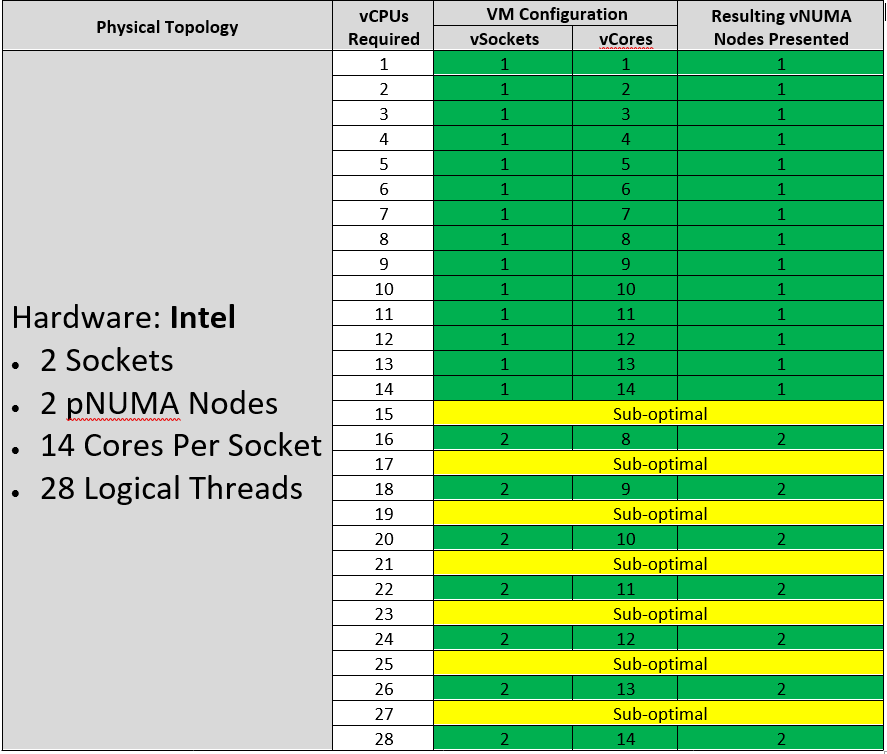 Physical Topology
vCPUs Required
VM Configuration
vSockets
vCores
Resulting vNUMA Nodes Presented
Hardware: Intel
• 2 Sockets
• 2 pNUMA Nodes
• 14 Cores Per Socket
• 28 Logical Threads
1 1 1 1
2 1 2 1
3 1 3 1
4 1 4 1
5 1 5 1
6 1 6 1
7 1 7 1
8 1 8 1
9 1 9 1
10 1 10 1
11 1 11 1
12 1 12 1
13 1 13 1
14 1 14 1
15 Sub-optimal
16 2 8 2
17 Sub-optimal
18 2 9 2
19 Sub-optimal
20 2 10 2
21 Sub-optimal
22 2 11 2
23 Sub-optimal
24 2 12 2
25 Sub-optimal
26 2 13 2
27 Sub-optimal
28 2 14 2